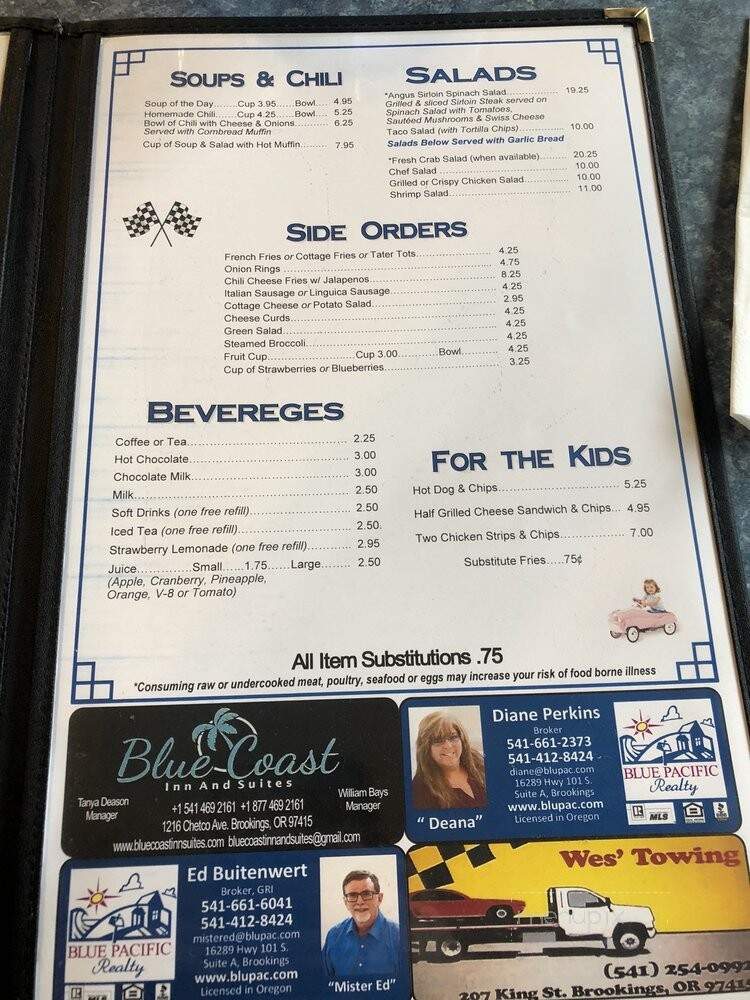 SOUPS & CHILI
Soup of the Day.......Cup 3.95......Bowl.... 4.95
Homemade Chili.......Cup 4.25......Bowl.... 5.25
Bowl of Chili with Cheese & Onions........... 6.25
Served with Cornbread Muffin
Cup of Soup & Salad with Hot Muffin......... 7.95
SALADS
*Angus Sirloin Spinach Salad................. 19.25
Grilled & sliced Sirloin Steak served on
Spinach Salad with Tomatoes,
Sautéed Mushrooms & Swiss Cheese
Taco Salad (with Tortilla Chips)................ 10.00
Salads Below Served with Garlic Bread
*Fresh Crab Salad (when available)......... 20.25
Chef Salad ............................................ 10.00
Grilled or Crispy Chicken Salad.............. 10.00
Shrimp Salad......................................... 11.00
SIDE ORDERS
French Fries or Cottage Fries or Tater Tots......................... 4.25
Onion Rings .................................................................. 4.75
Chili Cheese Fries w/ Jalapenos........................................ 8.25
Italian Sausage or Linguica Sausage.................................. 4.25
Cottage Cheese or Potato Salad........................................ 2.95
Cheese Curds................................................................. 4.25
Green Salad................................................................... 4.25
Steamed Broccoli............................................................ 4.25
Fruit Cup..............................Cup 3.00..............Bowl............ 4.25
Cup of Strawberries or Blueberries.................................... 3.25
BEVEREGES
Coffee or Tea........................................... 2.25
Hot Chocolate.......................................... 3.00
Chocolate Milk......................................... 3.00
Milk......................................................... 2.50
Soft Drinks (one free refill)........................ 2.50
Iced Tea (one free refill)............................ 2.50
Strawberry Lemonade (one free refill)........... 2.95
Juice..............Small.....1.75......Large........ 2.50
(Apple, Cranberry, Pineapple,
Orange, V-8 or Tomato)
FOR THE KIDS
Hot Dog & Chips............................... 5.25
Half Grilled Cheese Sandwich & Chips... 4.95
Two Chicken Strips & Chips................ 7.00
Substitute Fries.....75¢
All Item Substitutions .75
*Consuming raw or undercooked meat, poultry, seafood or eggs may increase your risk of food borne illness
Blue Coast
Inn And Suites
Tanya Deason
Manager
+1 541 469 2161 +1 877 469 2161
William Bays
Manager
1216 Chetco Ave. Brookings, OR 97415
www.bluecoastinnsuites.com bluecoastinnandsuites@gmail.com
Diane Perkins
Broker
541-661-2373
541-412-8424
diane@blupac.com
16289 Hwy 101 S.
Suite A, Brookings
www.blupac.com
Licensed in Oregon
" Deana"
BLUE PACIFIC
Realty
MLS
Ed Buitenwert
Broker, GRI
541-661-6041
541-412-8424
mistered@blupac.com
16289 Hwy 101 S.
Suite A, Brookings
www.blupac.com
Licensed in Oregon
"Mister Ed"
BLUE PACIFIC
Realty
MLS
Wes' Towing
menupix
(541) 254-0992
207 King St. Brookings, OR 9741